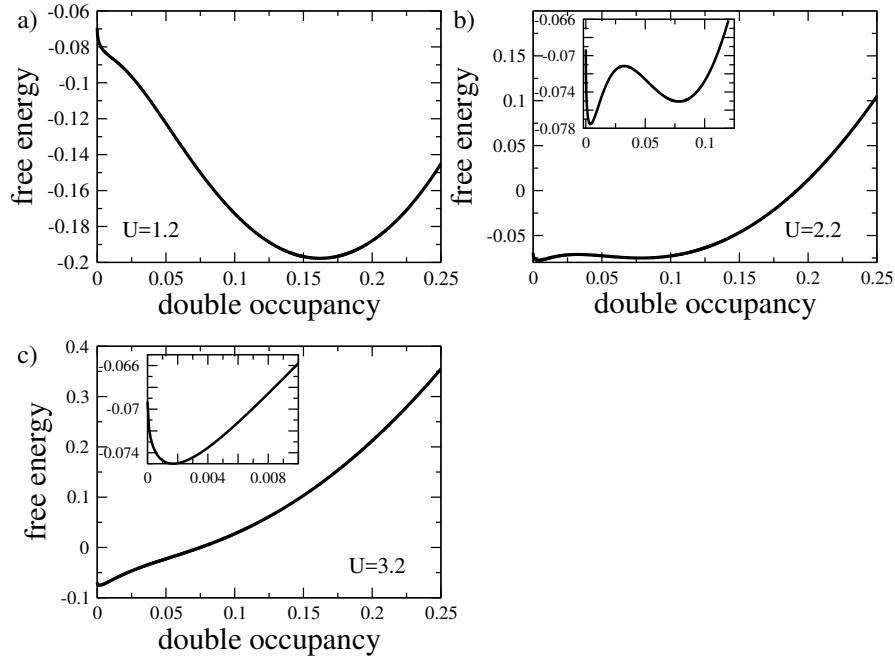 a)
-0.06
-0.08
-0.1
-0.12
-0.14
-0.16
-0.18
-0.2
free energy
U=1.2
0 0.05 0.1 0.15 0.2 0.25
double occupancy
b)
0.15
0.1
0.05
0
-0.05
free energy
-0.066
-0.07
-0.074
-0.078
0 0.05 0.1
U=2.2
0 0.05 0.1 0.15 0.2 0.25
double occupancy
c)
0.4
0.3
0.2
0.1
0
-0.1
free energy
-0.066
-0.07
-0.074
0 0.004 0.008
U=3.2
0 0.05 0.1 0.15 0.2 0.25
double occupancy